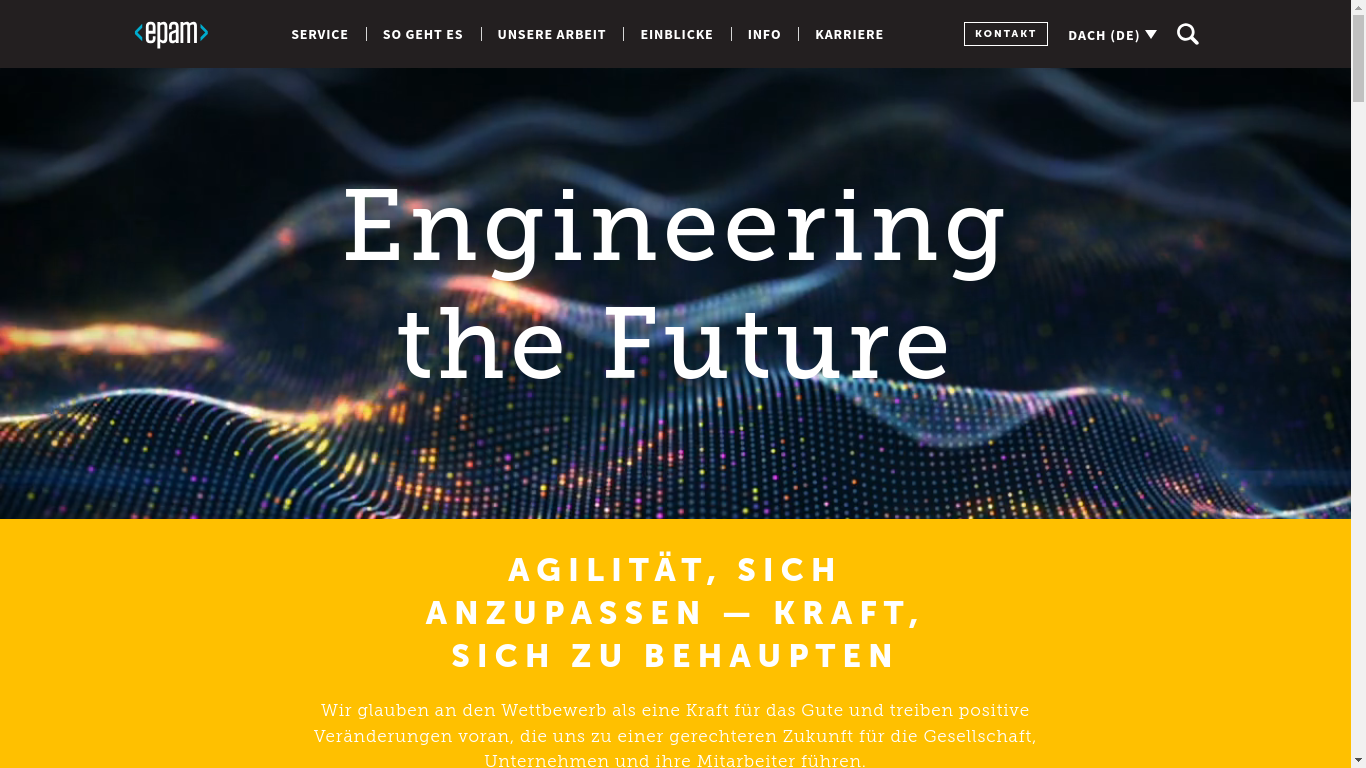 <epam>
SERVICE
SO GEHT ES
UNSERE ARBEIT
EINBLICKE
INFO
KARRIERE
KONTAKT
DACH (DE)
Engineering
the Future
AGILITÄT, SICH
ANZUPASSEN — KRAFT,
SICH ZU BEHAUPTEN
Wir glauben an den Wettbewerb als eine Kraft für das Gute und treiben positive
Veränderungen voran, die uns zu einer gerechteren Zukunft für die Gesellschaft,
Unternehmen und ihre Mitarbeiter führen.